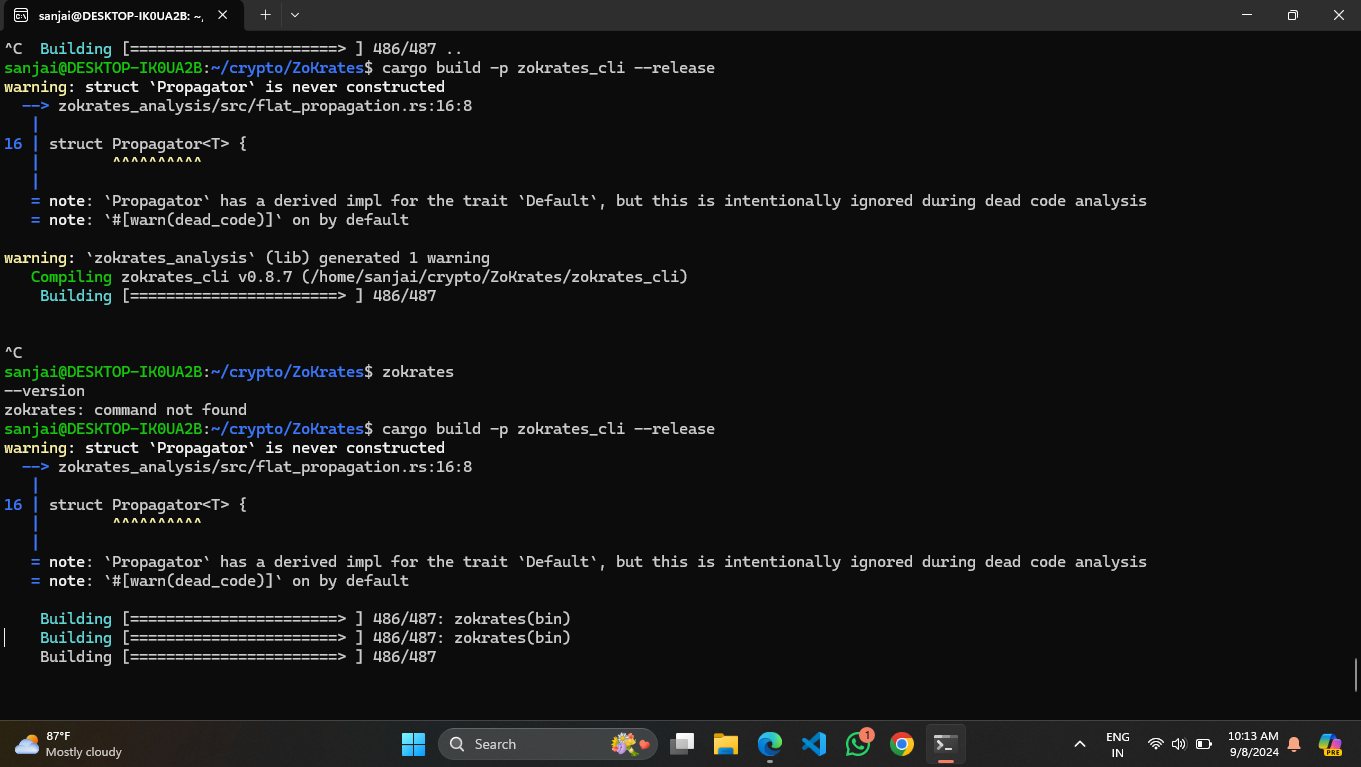 sanjai@DESKTOP-IK0UA2B: ~,
^C  Building [=======================> ] 486/487 ..
sanjai@DESKTOP-IK0UA2B:~/crypto/ZoKrates$ cargo build -p zokrates_cli --release
warning: struct `Propagator` is never constructed
  --> zokrates_analysis/src/flat_propagation.rs:16:8
   |
16 | struct Propagator<T> {
   |        ^^^^^^^^^^
   |
   = note: `Propagator` has a derived impl for the trait `Default`, but this is intentionally ignored during dead code analysis
   = note: `#[warn(dead_code)]` on by default
warning: `zokrates_analysis` (lib) generated 1 warning
   Compiling zokrates_cli v0.8.7 (/home/sanjai/crypto/ZoKrates/zokrates_cli)
    Building [=======================> ] 486/487
^C
sanjai@DESKTOP-IK0UA2B:~/crypto/ZoKrates$ zokrates
--version
zokrates: command not found
sanjai@DESKTOP-IK0UA2B:~/crypto/ZoKrates$ cargo build -p zokrates_cli --release
warning: struct `Propagator` is never constructed
  --> zokrates_analysis/src/flat_propagation.rs:16:8
   |
16 | struct Propagator<T> {
   |        ^^^^^^^^^^
   |
   = note: `Propagator` has a derived impl for the trait `Default`, but this is intentionally ignored during dead code analysis
   = note: `#[warn(dead_code)]` on by default
    Building [=======================> ] 486/487: zokrates(bin)
    Building [=======================> ] 486/487: zokrates(bin)
    Building [=======================> ] 486/487
87°F
Mostly cloudy
Search
1
ENG
IN
10:13 AM
9/8/2024
PRE